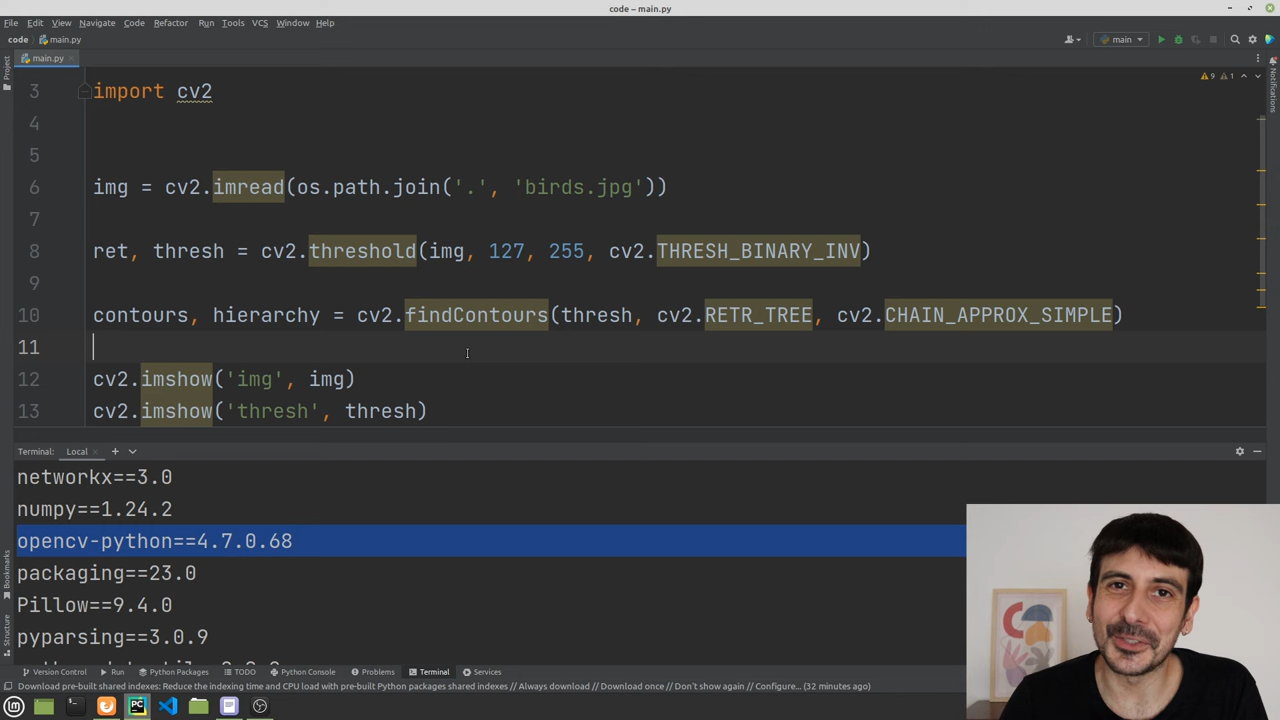 code – main.py
File Edit View Navigate Code Refactor Run Tools VCS Window Help
code main.py
main
main.py
Project
Notifications
9 1
3 import cv2
4
5
6 img = cv2.imread(os.path.join('.', 'birds.jpg'))
7
8 ret, thresh = cv2.threshold(img, 127, 255, cv2.THRESH_BINARY_INV)
9
10 contours, hierarchy = cv2.findContours(thresh, cv2.RETR_TREE, cv2.CHAIN_APPROX_SIMPLE)
11
12 cv2.imshow('img', img)
13 cv2.imshow('thresh', thresh)
Terminal: Local
networkx==3.0
numpy==1.24.2
opencv-python==4.7.0.68
packaging==23.0
Pillow==9.4.0
pyparsing==3.0.9
Bookmarks
Structure
Version Control Run Python Packages TODO Python Console Problems Terminal Services
Download pre-built shared indexes: Reduce the indexing time and CPU load with pre-built Python packages shared indexes // Always download // Download once // Don't show again // Configure... (32 minutes ago)
PC